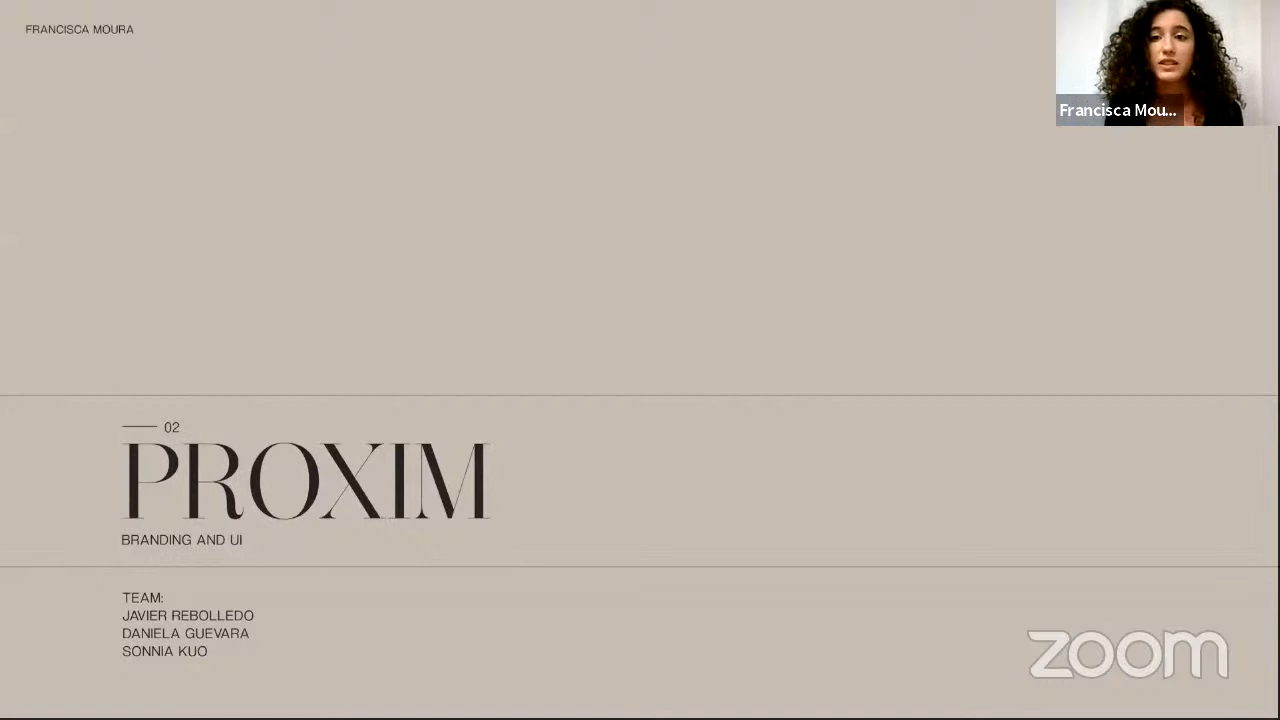 FRANCISCA MOURA
Francisca Mou...
02
PROXIM
BRANDING AND UI
TEAM:
JAVIER REBOLLEDO
DANIELA GUEVARA
SONNIA KUO
zoom